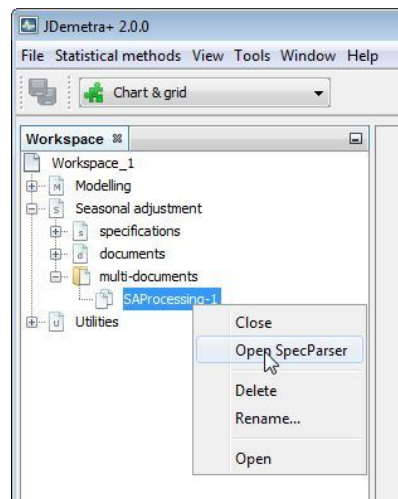 JDemetra+ 2.0.0
File Statistical methods View Tools Window Help
Chart & grid
Workspace
Workspace_1
M Modelling
s Seasonal adjustment
s specifications
d documents
multi-documents
SAProcessing-1
u Utilities
Close
Open SpecParser
Delete
Rename...
Open